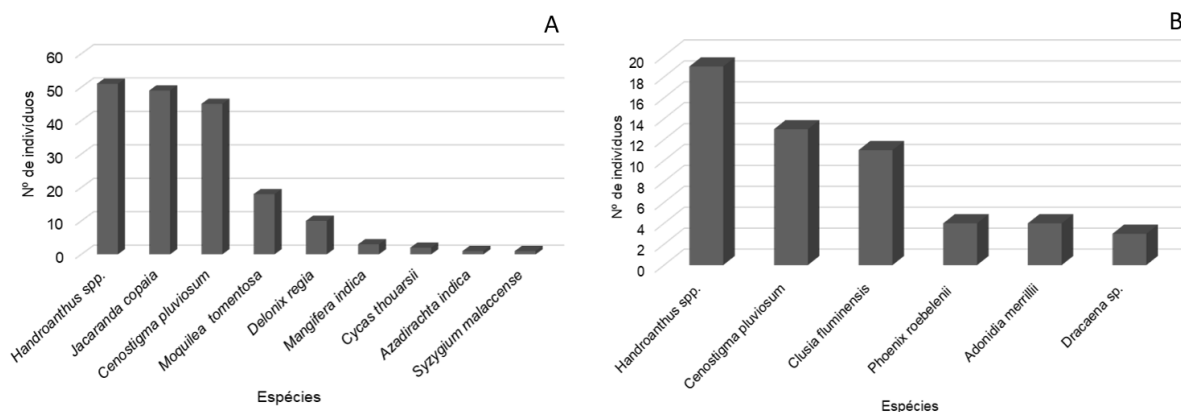 A
60
50
40
30
20
10
0
Nº de indivíduos
Handroanthus spp.
Jacaranda copaia
Cenostigma pluviosum
Moquilea tomentosa
Delonix regia
Mangifera indica
Cycas thouarsii
Azadirachta indica
Syzygium malaccense
Espécies
B
20
18
16
14
12
10
8
6
4
2
0
Nº de indivíduos
Handroanthus spp.
Cenostigma pluviosum
Clusia fluminensis
Phoenix roebelenii
Adonidia merrillii
Dracaena sp.
Espécies